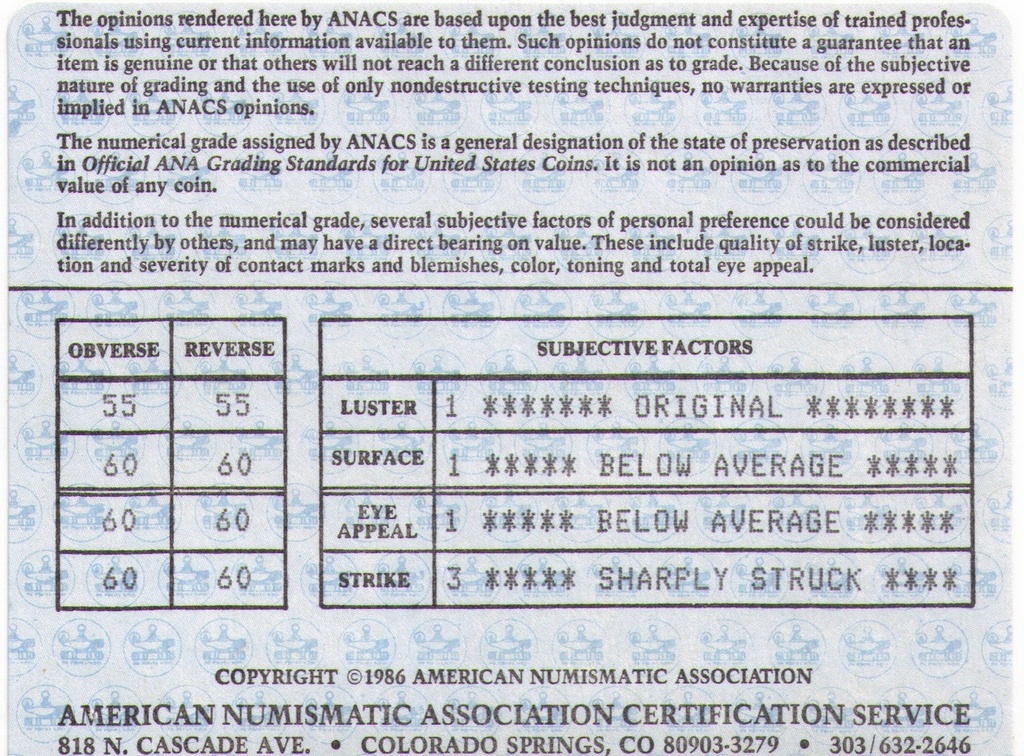 The opinions rendered here by ANACS are based upon the best judgment and expertise of trained profes-
sionals using current information available to them. Such opinions do not constitute a guarantee that an
item is genuine or that others will not reach a different conclusion as to grade. Because of the subjective
nature of grading and the use of only nondestructive testing techniques, no warranties are expressed or
implied in ANACS opinions.
The numerical grade assigned by ANACS is a general designation of the state of preservation as described
in Official ANA Grading Standards for United States Coins. It is not an opinion as to the commercial
value of any coin.
In addition to the numerical grade, several subjective factors of personal preference could be considered
differently by others, and may have a direct bearing on value. These include quality of strike, luster, loca-
tion and severity of contact marks and blemishes, color, toning and total eye appeal.
OBVERSE REVERSE
55 55
60 60
60 60
60 60
SUBJECTIVE FACTORS
LUSTER 1 ******* ORIGINAL ********
SURFACE 1 ***** BELOW AVERAGE *****
EYE
APPEAL 1 ***** BELOW AVERAGE *****
STRIKE 3 ***** SHARPLY STRUCK ****
COPYRIGHT ©1986 AMERICAN NUMISMATIC ASSOCIATION
AMERICAN NUMISMATIC ASSOCIATION CERTIFICATION SERVICE
818 N. CASCADE AVE. • COLORADO SPRINGS, CO 80903-3279 • 303/632-264